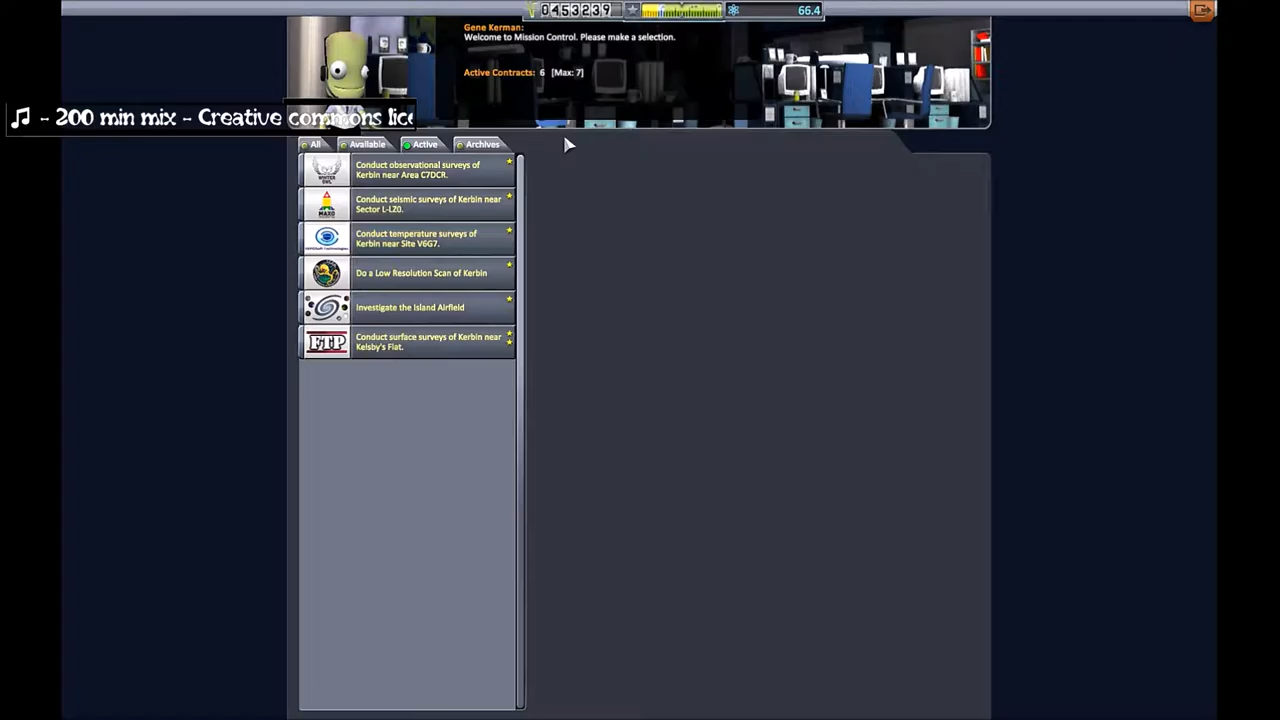 0453239
66.4
Gene Kerman:
Welcome to Mission Control. Please make a selection.
Active Contracts: 6 [Max: 7]
♫ - 200 min mix - Creative commons lice
All
Available
Active
Archives
Conduct observational surveys of
Kerbin near Area C7DCR.
Conduct seismic surveys of Kerbin near
Sector L-LZ0.
MAXO
Conduct temperature surveys of
Kerbin near Site V6G7.
Do a Low Resolution Scan of Kerbin
Investigate the Island Airfield
FTP
Conduct surface surveys of Kerbin near
Kelsby's Flat.